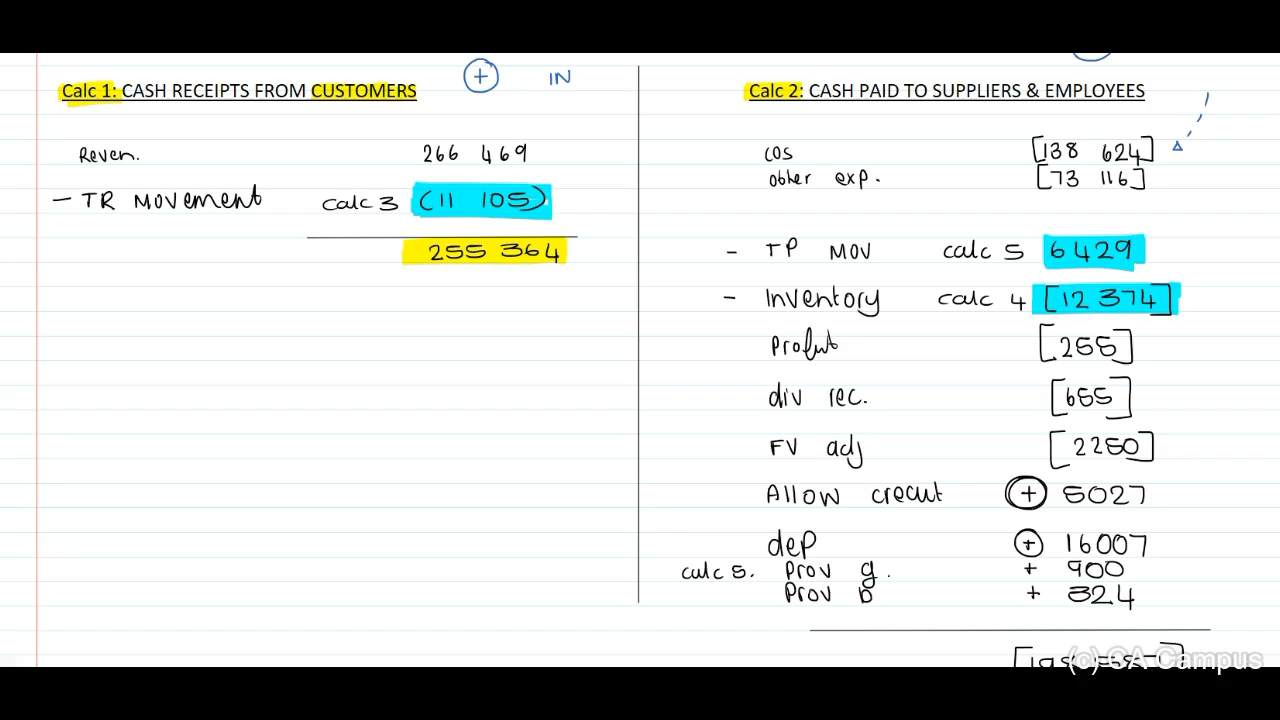 Calc 1: CASH RECEIPTS FROM CUSTOMERS
+ IN
Reven. 266 469
- TR Movement calc 3 (11 105)
255 364
Calc 2: CASH PAID TO SUPPLIERS & EMPLOYEES
COS [138 624]
other exp. [73 116]
- TP MOV calc 5 6429
- Inventory calc 4 [12 374]
Profit [255]
div rec. [655]
FV adj [2250]
Allow credit + 5027
dep + 16007
calc 5. Prov g. + 900
Prov + 324
(c) CA Campus